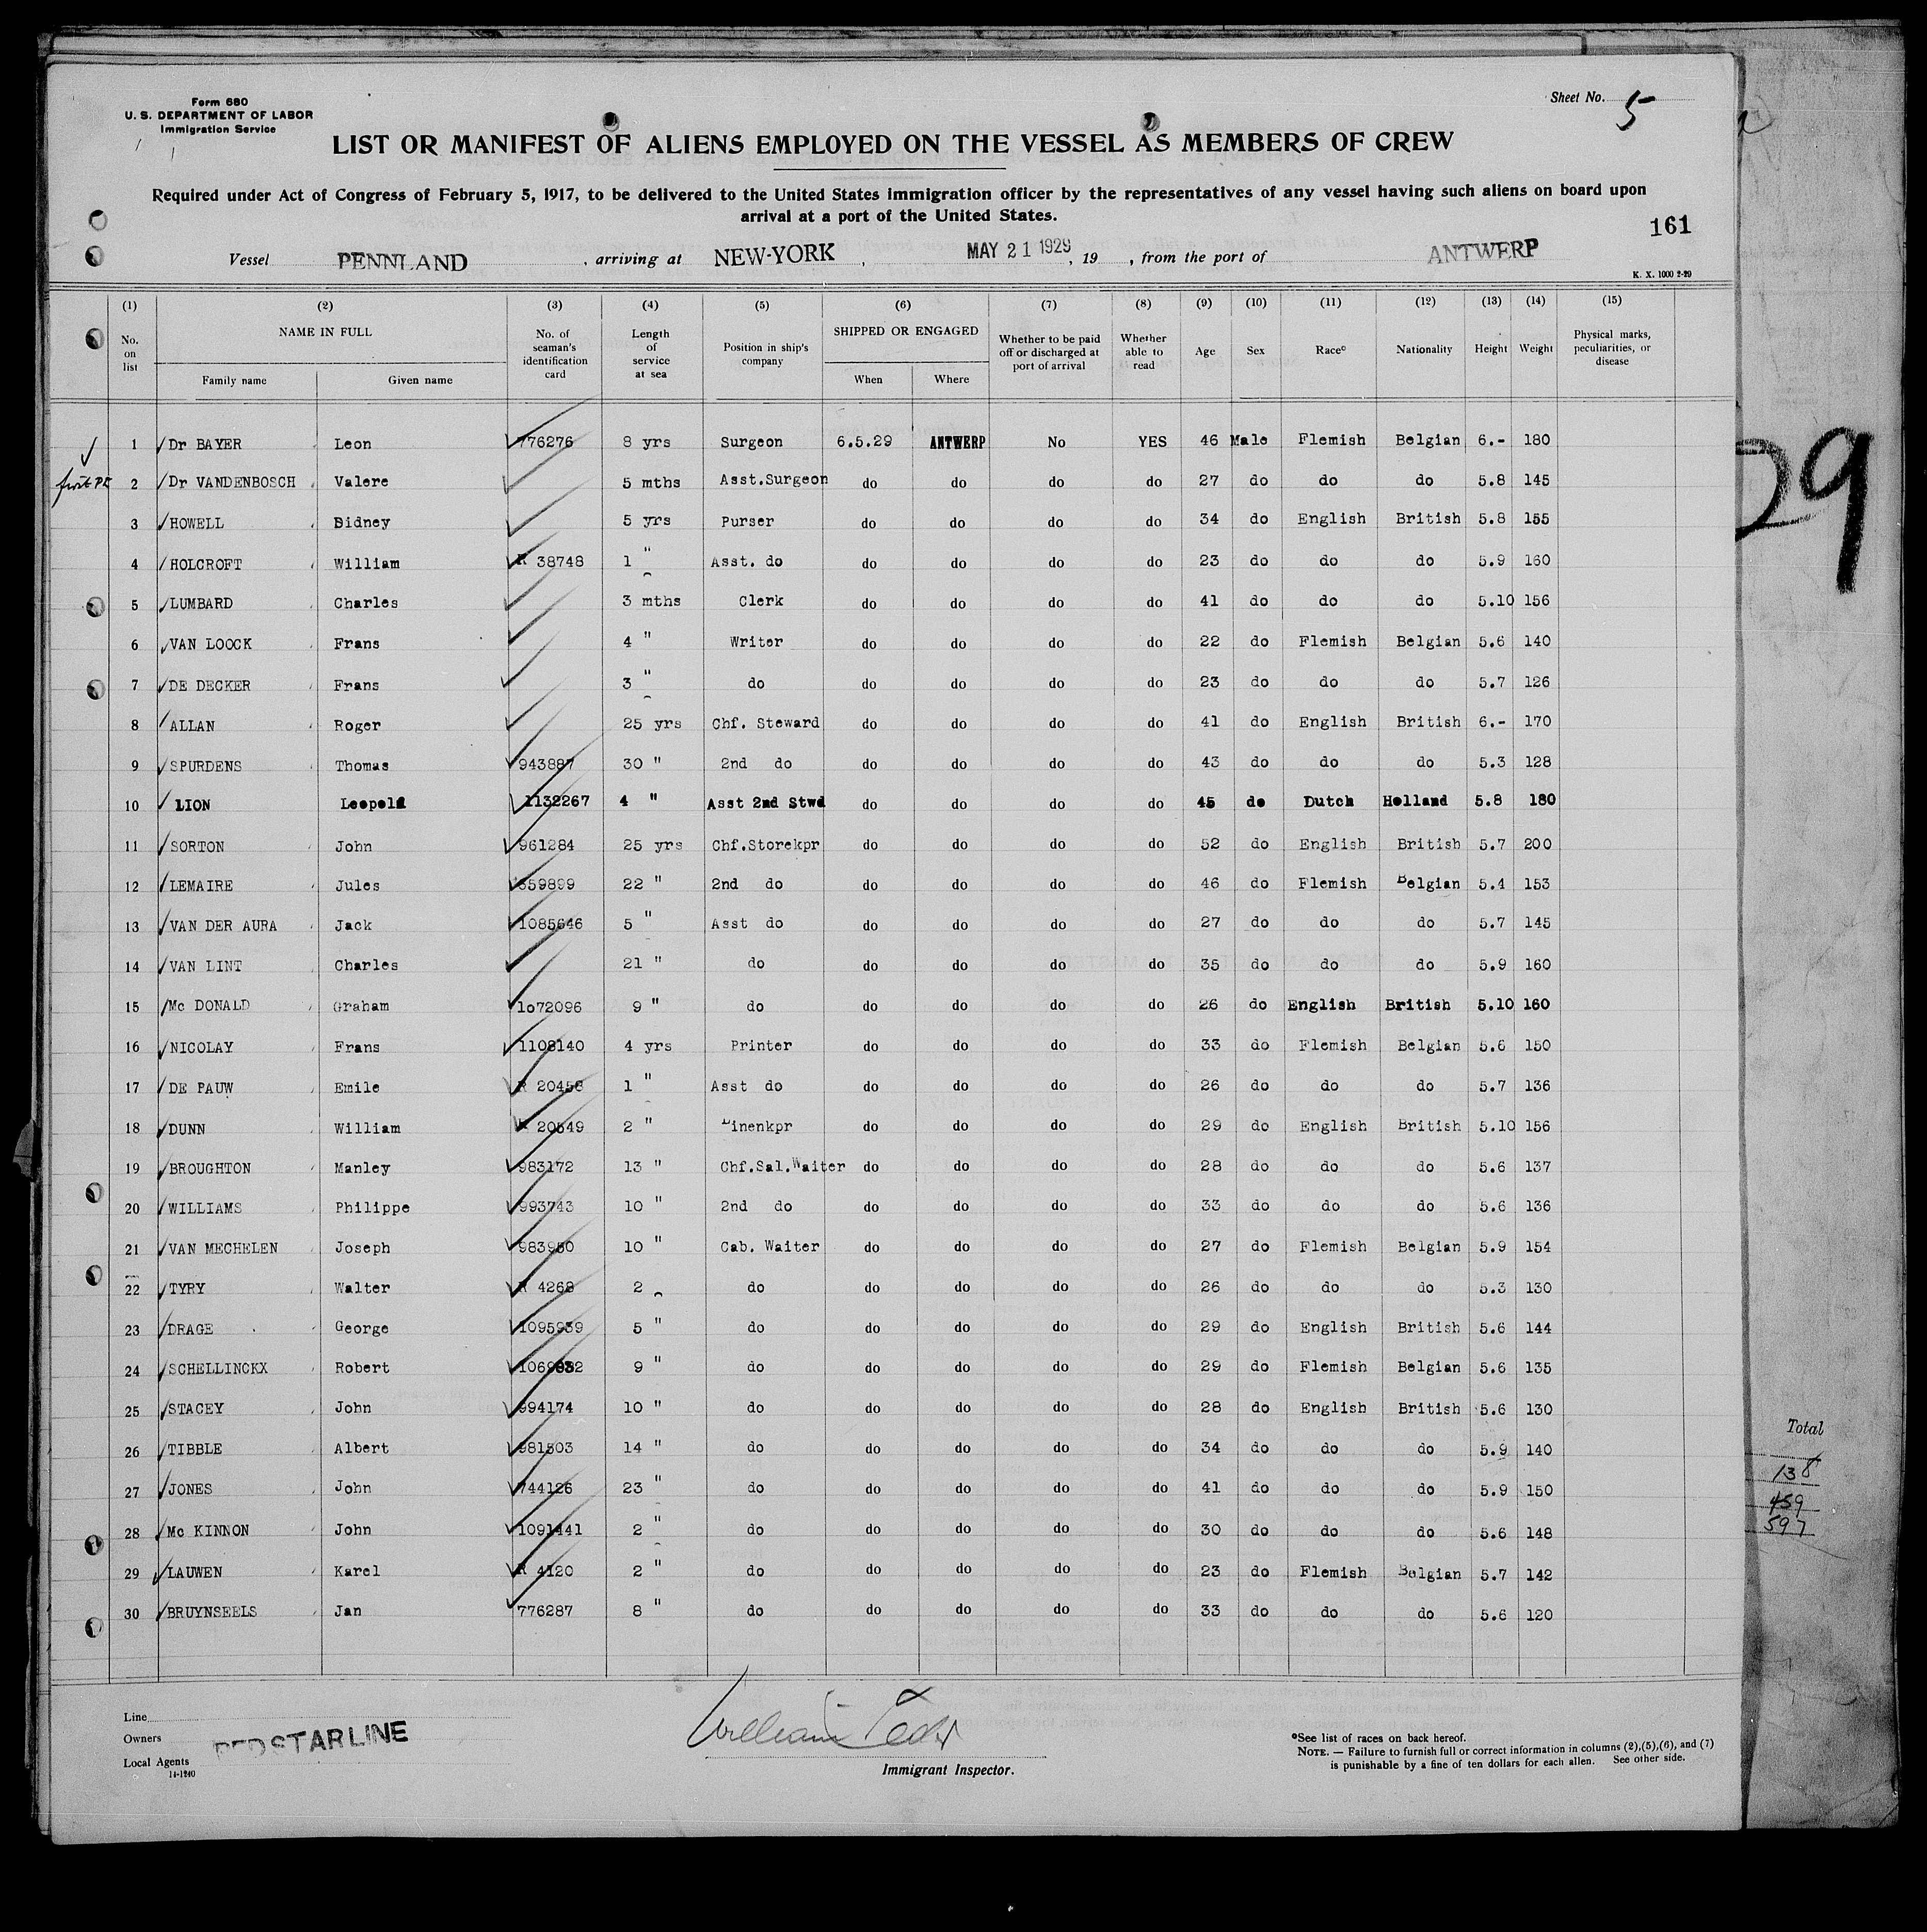 Form 680
U. S. DEPARTMENT OF LABOR
Immigration Service
Sheet No. 5
LIST OR MANIFEST OF ALIENS EMPLOYED ON THE VESSEL AS MEMBERS OF CREW
Required under Act of Congress of February 5, 1917, to be delivered to the United States immigration officer by the representatives of any vessel having such aliens on board upon
arrival at a port of the United States.
161
Vessel PENNLAND, arriving at NEW-YORK, MAY 21 1929, 19 , from the port of ANTWERP
K. X. 1000 2-29
(1) (2) (3) (4) (5) (6) (7) (8) (9) (10) (11) (12) (13) (14) (15)
No. on list NAME IN FULL Family name Given name No. of seaman's identification card Length of service at sea Position in ship's company SHIPPED OR ENGAGED When Where Whether to be paid off or discharged at port of arrival Whether able to read Age Sex Race* Nationality Height Weight Physical marks, peculiarities, or disease
1 Dr BAYER Leon 776276 8 yrs Surgeon 6.5.29 ANTWERP No YES 46 Male Flemish Belgian 6.- 180
2 Dr VANDENBOSCH Valere 5 mths Asst.Surgeon do do do do 27 do do do 5.8 145
3 HOWELL Bidney 5 yrs Purser do do do do 34 do English British 5.8 155
4 HOLCROFT William R 38748 1 " Asst. do do do do do 23 do do do 5.9 160
5 LUMBARD Charles 3 mths Clerk do do do do 41 do do do 5.10 156
6 VAN LOOCK Frans 4 " Writer do do do do 22 do Flemish Belgian 5.6 140
7 DE DECKER Frans 3 " do do do do do 23 do do do 5.7 126
8 ALLAN Roger 25 yrs Chf. Steward do do do do 41 do English British 6.- 170
9 SPURDENS Thomas 943887 30 " 2nd do do do do do 43 do do do 5.3 128
10 LION Leopold 1132267 4 " Asst 2nd Stwd do do do do 45 do Dutch Holland 5.8 180
11 SORTON John 961284 25 yrs Chf.Storekpr do do do do 52 do English British 5.7 200
12 LEMAIRE Jules 859899 22 " 2nd do do do do do 46 do Flemish Belgian 5.4 153
13 VAN DER AURA Jack 1085646 5 " Asst do do do do do 27 do do do 5.7 145
14 VAN LINT Charles 21 " do do do do do 35 do do do 5.9 160
15 Mc DONALD Graham 1o72096 9 " do do do do do 26 do English British 5.10 160
16 NICOLAY Frans 1108140 4 yrs Printer do do do do 33 do Flemish Belgian 5.6 150
17 DE PAUW Emile R 20458 1 " Asst do do do do do 26 do do do 5.7 136
18 DUNN William R 20549 2 " Linenkpr do do do do 29 do English British 5.10 156
19 BROUGHTON Manley 983172 13 " Chf.Sal.Waiter do do do do 28 do do do 5.6 137
20 WILLIAMS Philippe 993743 10 " 2nd do do do do do 33 do do do 5.6 136
21 VAN MECHELEN Joseph 983950 10 " Cab. Waiter do do do do 27 do Flemish Belgian 5.9 154
22 TYRY Walter R 4268 2 do do do do do 26 do do do 5.3 130
23 DRAGE George 1095939 5 " do do do do do 29 do English British 5.6 144
24 SCHELLINCKX Robert 9 " do do do do do 29 do Flemish Belgian 5.6 135
25 STACEY John 994174 10 " do do do do do 28 do English British 5.6 130
26 TIBBLE Albert 981503 14 " do do do do do 34 do do do 5.9 140
27 JONES John 744126 23 " do do do do do 41 do do do 5.9 150
28 Mc KINNON John 1091441 2 " do do do do do 30 do do do 5.6 148
29 LAUWEN Karel R 4120 2 " do do do do do 23 do Flemish Belgian 5.7 142
30 BRUYNSEELS Jan 776287 8 " do do do do do 33 do do do 5.6 120
29
Total
138
459
597
Line
Owners RED STAR LINE
Local Agents
14-1240
William
Immigrant Inspector.
*See list of races on back hereof.
NOTE. — Failure to furnish full or correct information in columns (2),(5),(6), and (7)
is punishable by a fine of ten dollars for each alien. See other side.